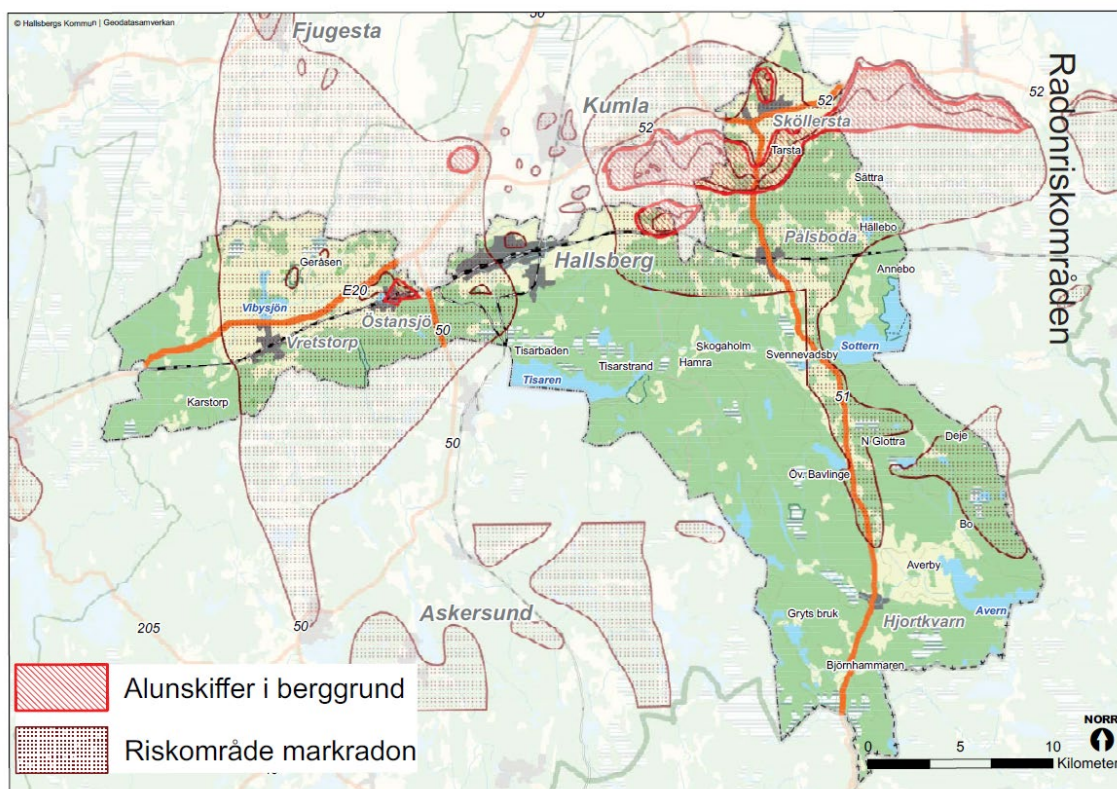 © Hallsbergs Kommun | Geodatasamverkan
50
Fjugesta
Kumla
52
52
52
Sköllersta
Radonriskområden
Tarsta
Sättra
Hällebo
Pålsboda
Hallsberg
Annebo
Geråsen
E20
Vibysjön
Östansjö
50
Vretstorp
Tisarbaden
Skogaholm
Sottern
Tisarstrand
Hamra
Svennevadsby
Tisaren
Karstorp
51
50
N Glottra
Deje
Öv. Bavlinge
Bo
Averby
Askersund
Gryts bruk
Avern
Hjortkvarn
205
50
Björnhammaren
Alunskiffer i berggrund
Riskområde markradon
NORR
0 5 10
Kilometer